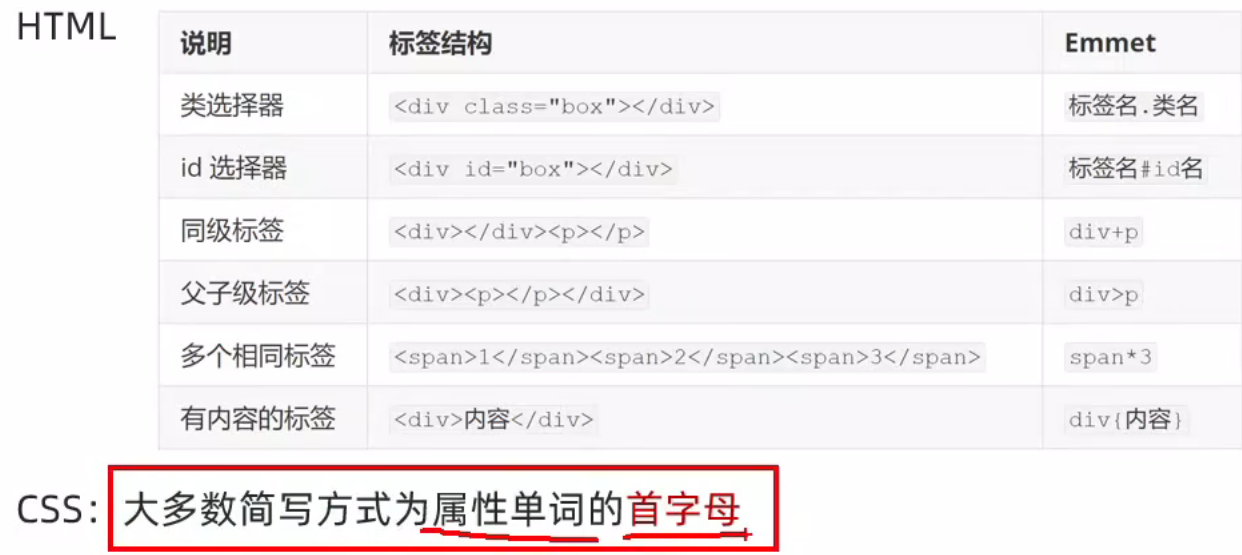 HTML
说明 标签结构 Emmet
类选择器 <div class="box"></div> 标签名.类名
id 选择器 <div id="box"></div> 标签名#id名
同级标签 <div></div><p></p> div+p
父子级标签 <div><p></p></div> div>p
多个相同标签 <span>1</span><span>2</span><span>3</span> span*3
有内容的标签 <div>内容</div> div{内容}
CSS：大多数简写方式为属性单词的首字母